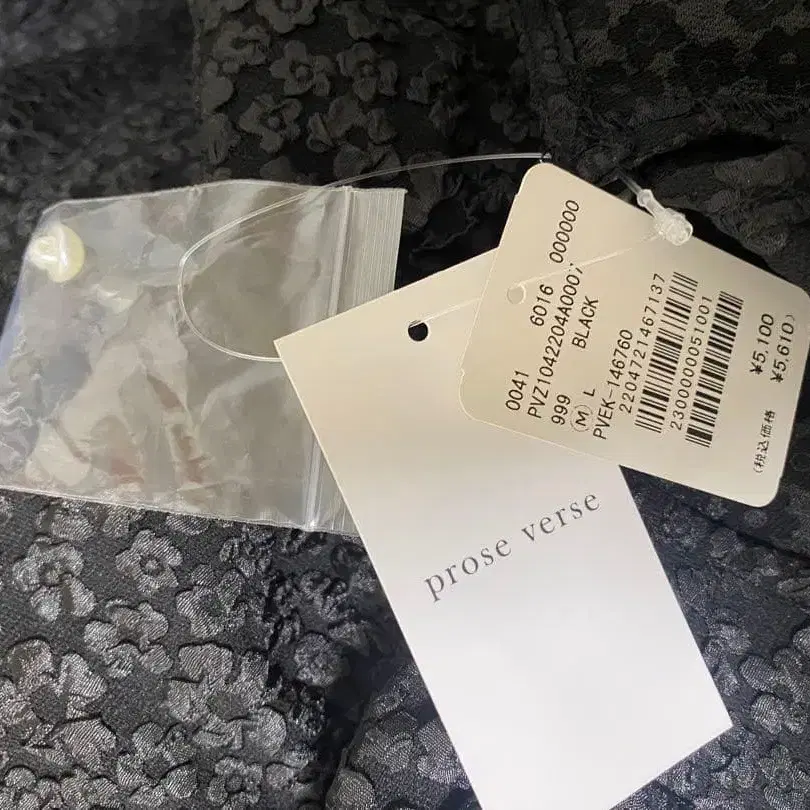 0041 6016 000000
PVZ1042204A0007
999 BLACK
M L
PVEK-146760
2204721467137
2300000051001
¥5,100
(税込価格 ¥5,610)
prose verse